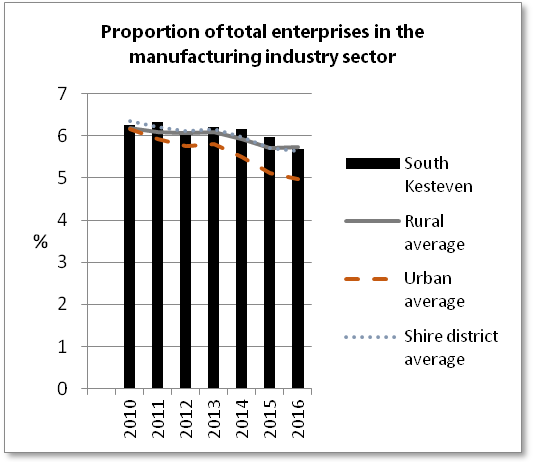 Proportion of total enterprises in the
manufacturing industry sector
7
6
5
4
3
2
1
0
%
2010
2011
2012
2013
2014
2015
2016
South
Kesteven
Rural
average
Urban
average
Shire district
average